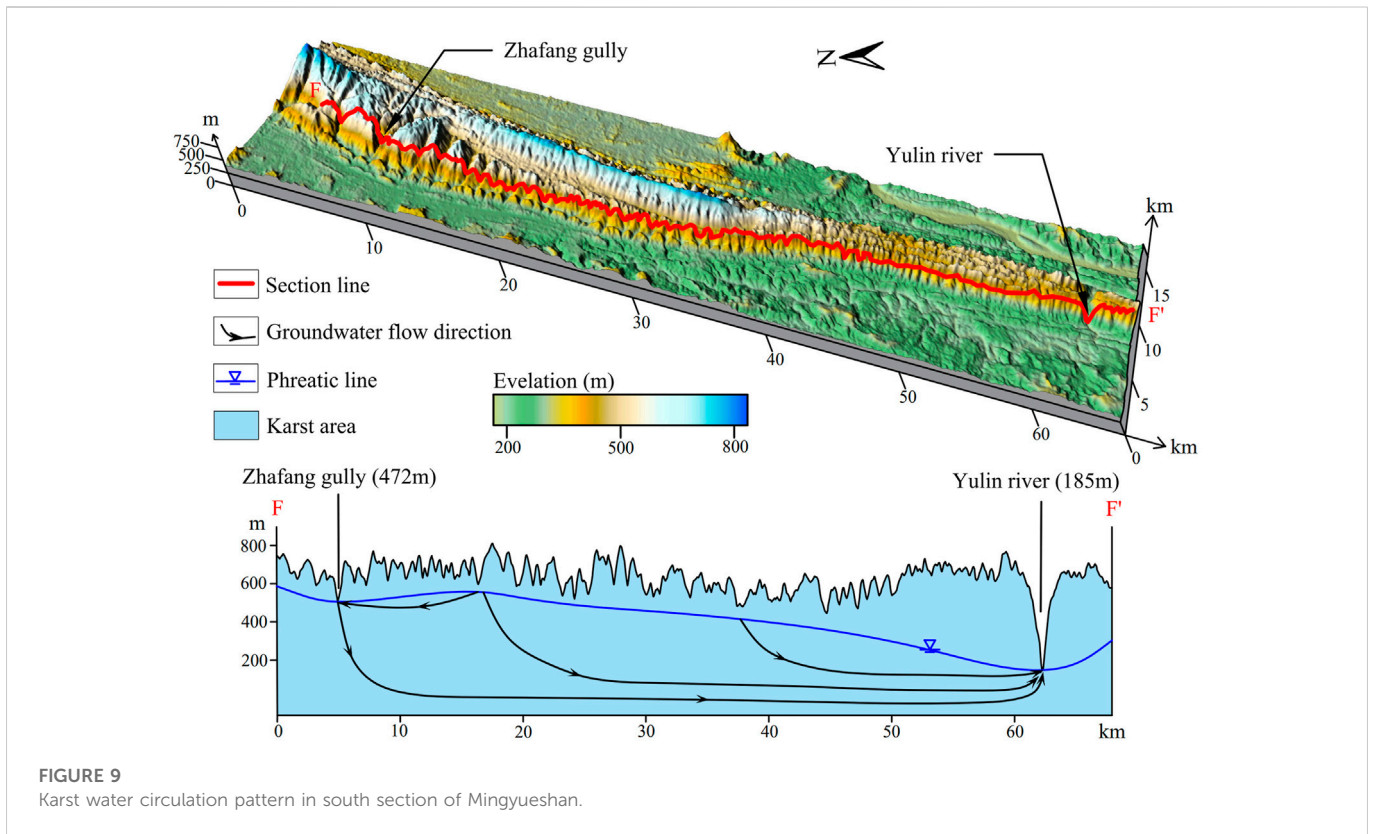 Zhafang gully
N
F
m
750
500
250
0
0
10
20
30
40
50
60
Yulin river
km
15
F'
10
5
0
km
Section line
Groundwater flow direction
Phreatic line
Karst area
Evelation (m)
200
500
800
Zhafang gully (472m)
Yulin river (185m)
F
F'
m
800
600
400
200
0
10
20
30
40
50
60
km
FIGURE 9
Karst water circulation pattern in south section of Mingyueshan.